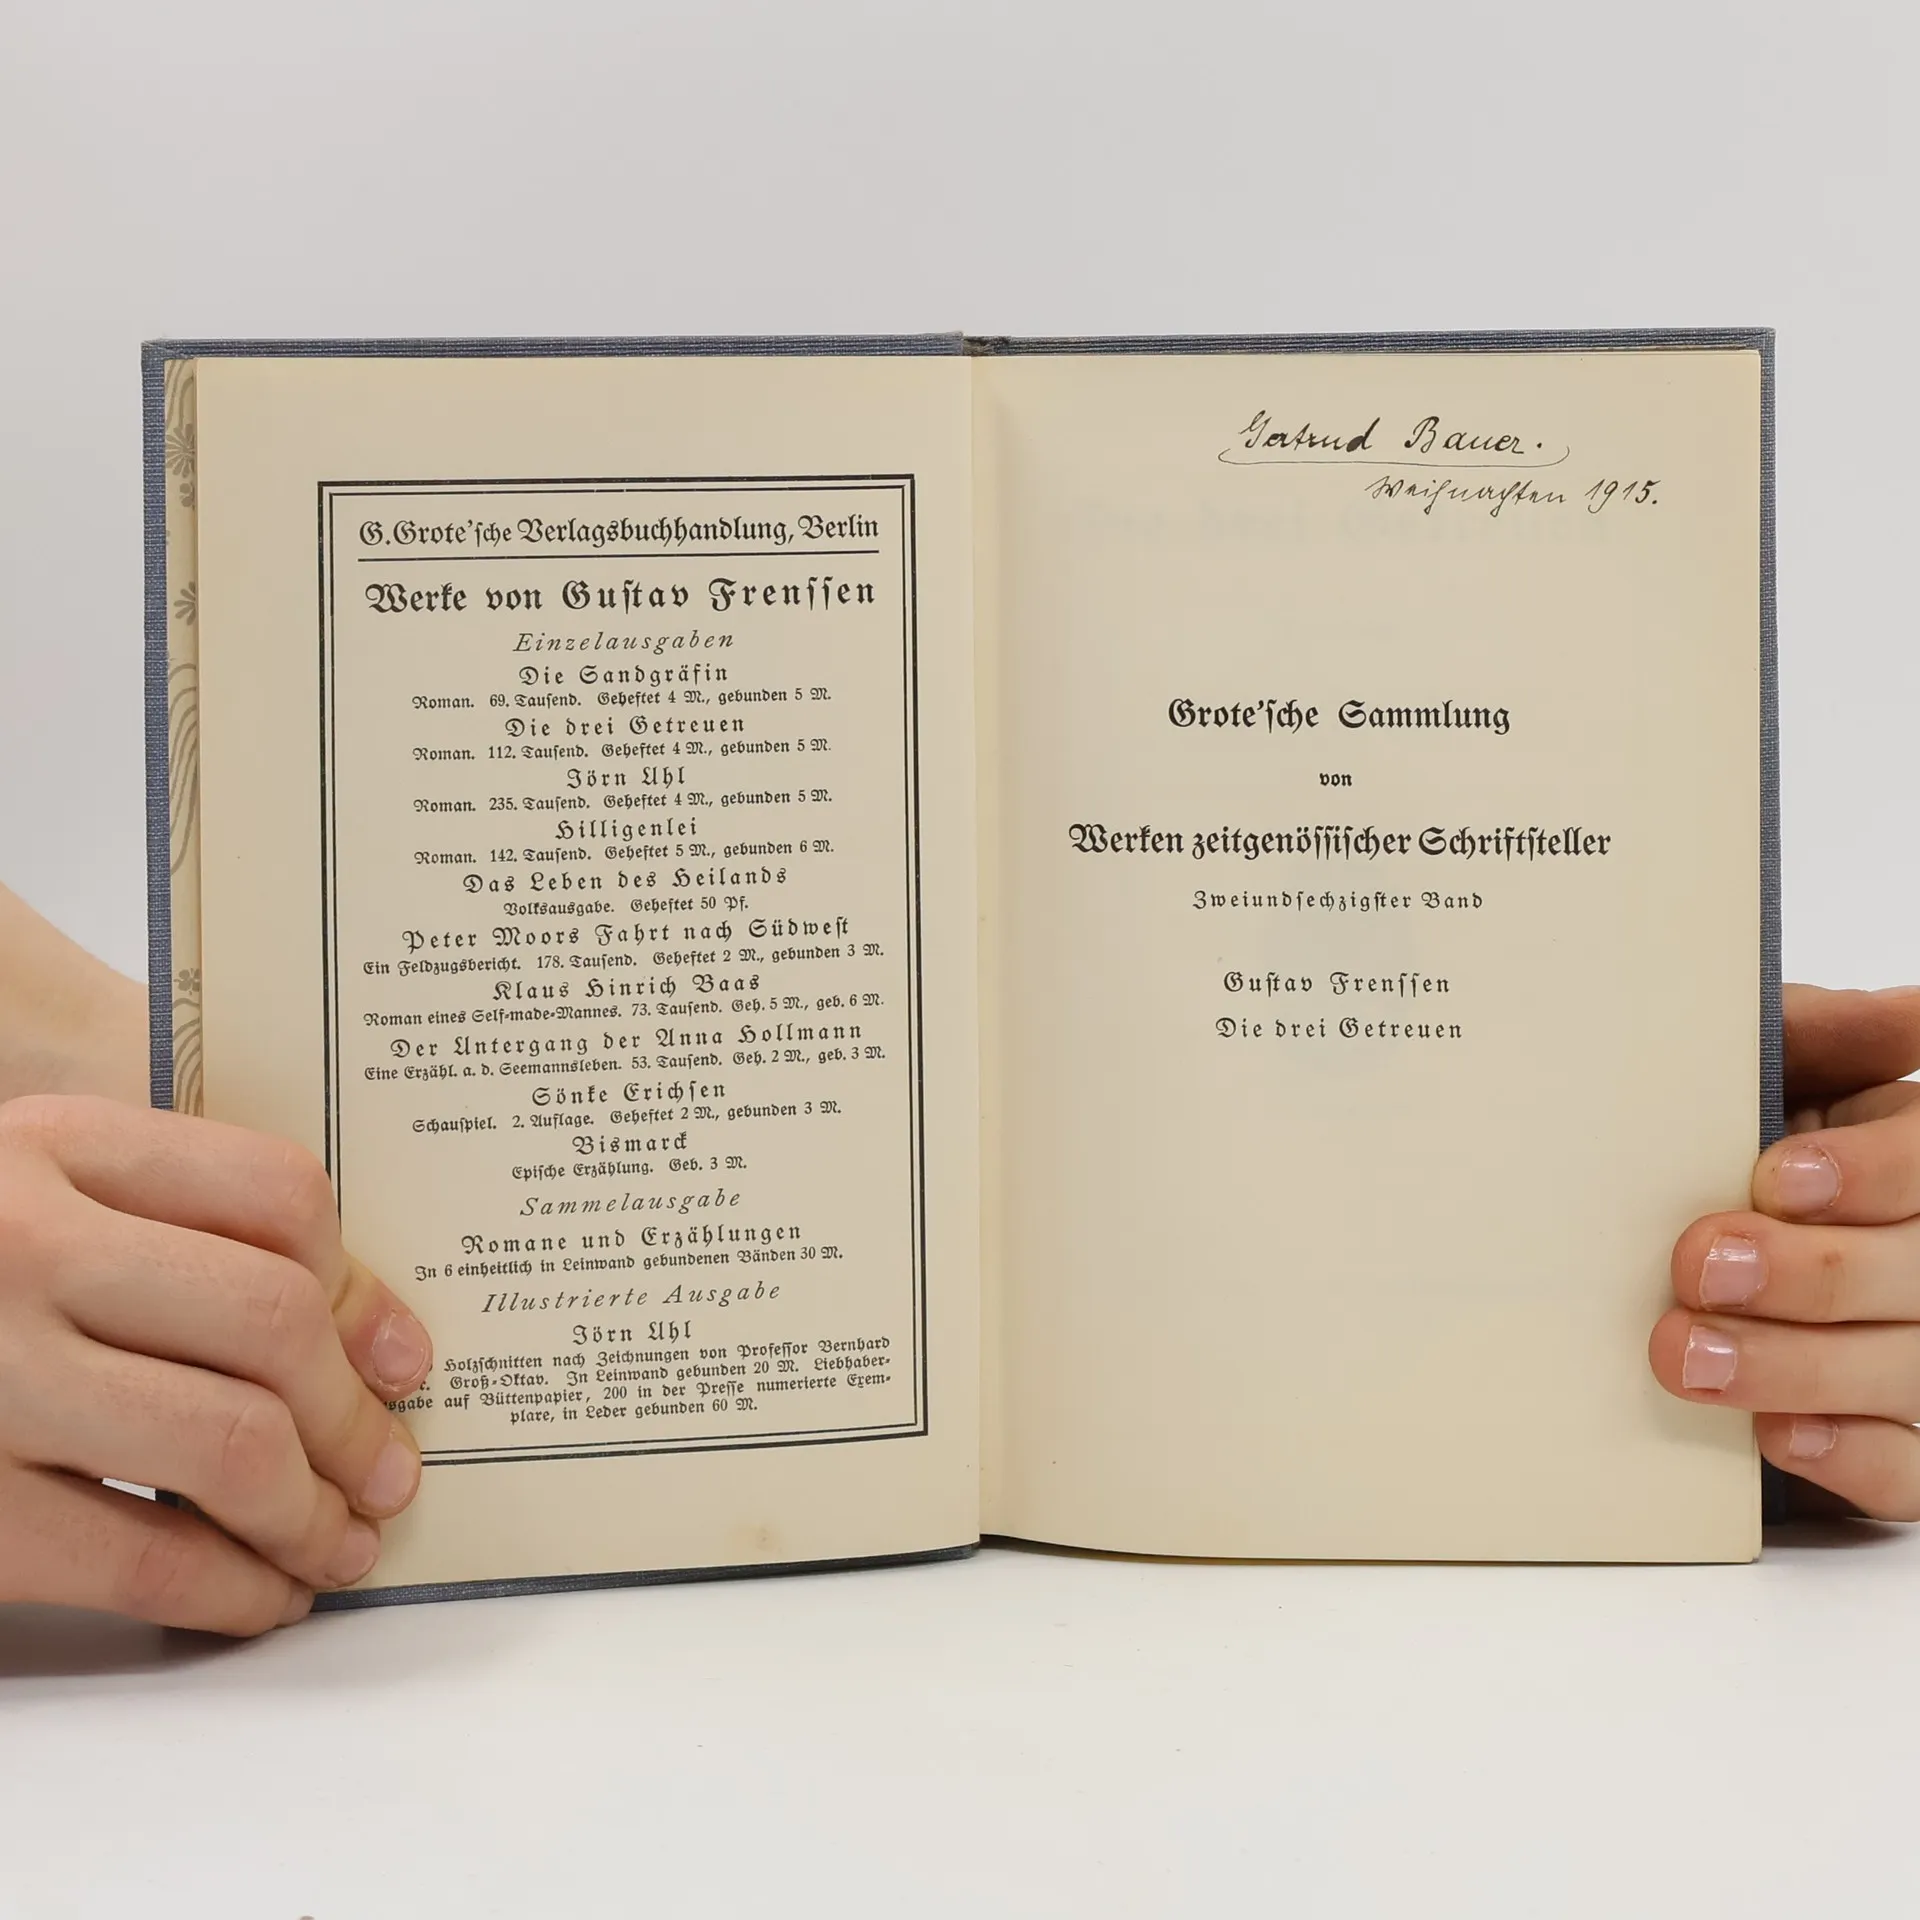 G. Grote'sche Verlagsbuchhandlung, Berlin
Werke von Gustav Frenssen
Einzelausgaben
Die Sandgräfin
Roman. 69. Tausend. Geheftet 4 M., gebunden 5 M.
Die drei Getreuen
Roman. 112. Tausend. Geheftet 4 M., gebunden 5 M.
Jörn Uhl
Roman. 235. Tausend. Geheftet 4 M., gebunden 5 M.
Hilligenlei
Roman. 142. Tausend. Geheftet 5 M., gebunden 6 M.
Das Leben des Heilands
Volksausgabe. Geheftet 50 Pf.
Peter Moors Fahrt nach Südwest
Ein Feldzugsbericht. 178. Tausend. Geheftet 2 M., gebunden 3 M.
Klaus Hinrich Baas
Roman eines Self-made-Mannes. 73. Tausend. Geh. 5 M., geb. 6 M.
Der Untergang der Anna Hollmann
Eine Erzähl. a. d. Seemannsleben. 53. Tausend. Geh. 2 M., geb. 3 M.
Sönke Erichsen
Schauspiel. 2. Auflage. Geheftet 2 M., gebunden 3 M.
Bismarck
Epische Erzählung. Geb. 3 M.
Sammelausgabe
Romane und Erzählungen
In 6 einheitlich in Leinwand gebundenen Bänden 30 M.
Illustrierte Ausgabe
Jörn Uhl
Holzschnitten nach Zeichnungen von Professor Bernhard
Groß-Oktav. In Leinwand gebunden 20 M. Liebhaber-
sgabe auf Büttenpapier, 200 in der Presse numerierte Exem-
plare, in Leder gebunden 60 M.
Gertrud Bauer.
Weihnachten 1915.
Grote'sche Sammlung
von
Werken zeitgenössischer Schriftsteller
Zweiundsechzigster Band
Gustav Frenssen
Die drei Getreuen